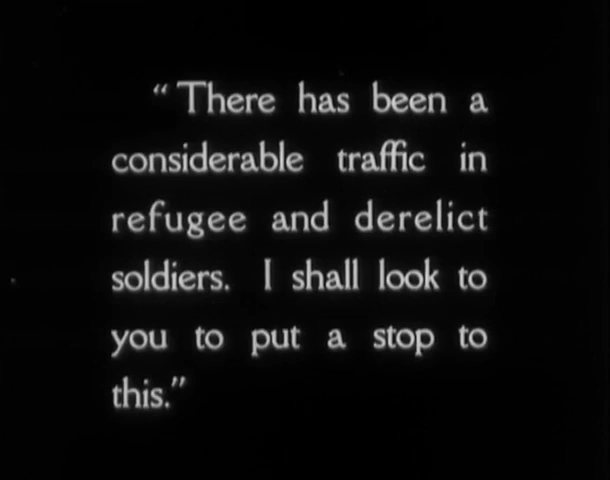 “There has been a
considerable traffic in
refugee and derelict
soldiers. I shall look to
you to put a stop to
this.”